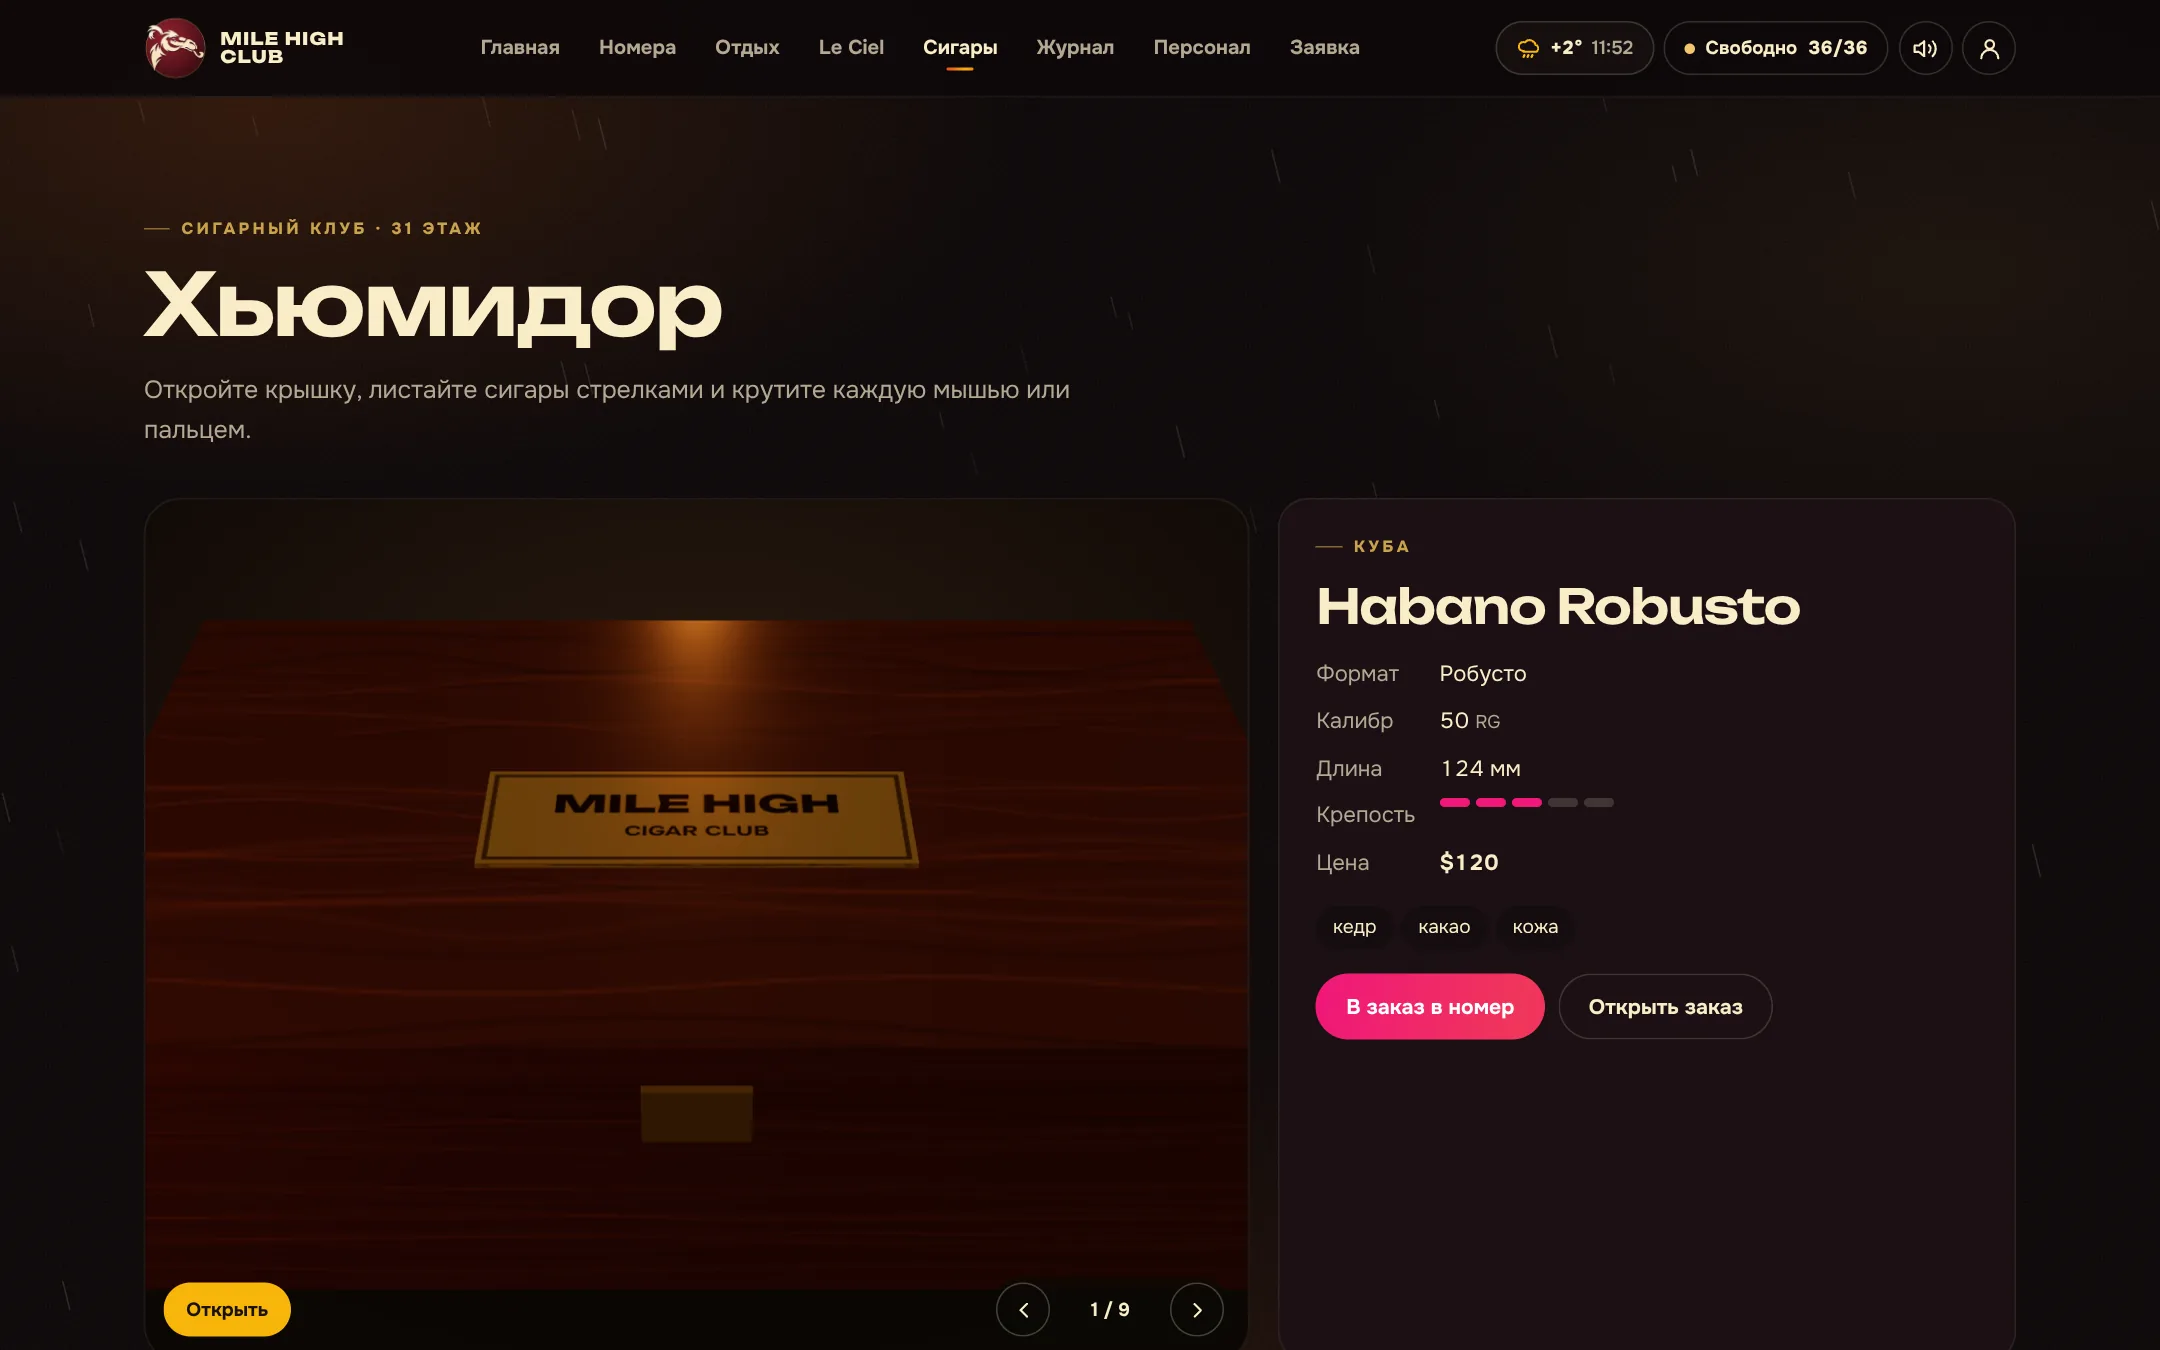 MILE HIGH
CLUB
Главная
Номера
Отдых
Le Ciel
Сигары
Журнал
Персонал
Заявка
+2° 11:52
Свободно 36/36
СИГАРНЫЙ КЛУБ · 31 ЭТАЖ
Хьюмидор
Откройте крышку, листайте сигары стрелками и крутите каждую мышью или
пальцем.
MILE HIGH
CIGAR CLUB
Открыть
1 / 9
КУБА
Habano Robusto
Формат Робусто
Калибр 50 RG
Длина 124 мм
Крепость
Цена $120
кедр какао кожа
В заказ в номер
Открыть заказ